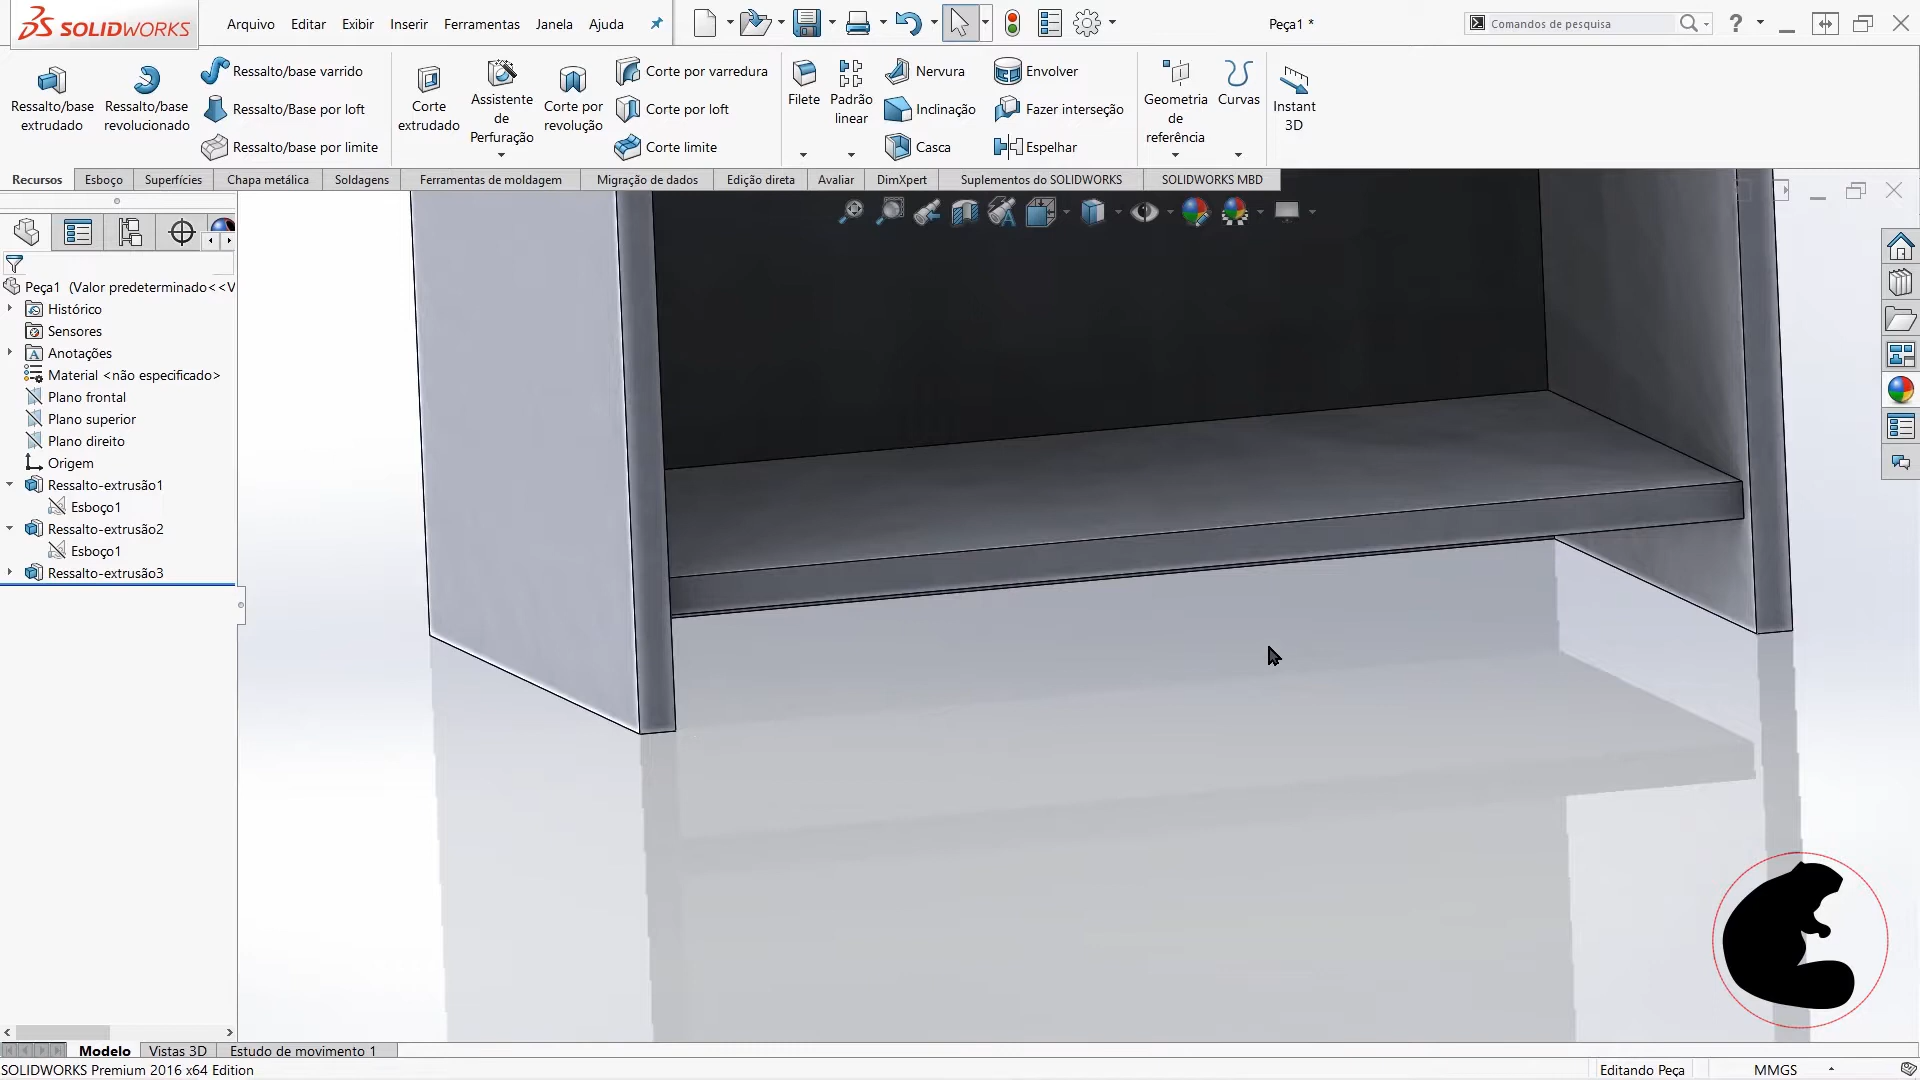 SOLIDWORKS
Arquivo Editar Exibir Inserir Ferramentas Janela Ajuda
Peça1 *
Comandos de pesquisa
?
Ressalto/base extrudado
Ressalto/base revolucionado
Ressalto/base varrido
Ressalto/Base por loft
Ressalto/base por limite
Corte extrudado
Assistente de Perfuração
Corte por revolução
Corte por varredura
Corte por loft
Corte limite
Filete
Padrão linear
Nervura
Inclinação
Casca
Envolver
Fazer interseção
Espelhar
Geometria de referência
Curvas
Instant 3D
Recursos Esboço Superfícies Chapa metálica Soldagens Ferramentas de moldagem Migração de dados Edição direta Avaliar DimXpert Suplementos do SOLIDWORKS SOLIDWORKS MBD
Peça1 (Valor predeterminado<<V
Histórico
Sensores
Anotações
Material <não especificado>
Plano frontal
Plano superior
Plano direito
Origem
Ressalto-extrusão1
Esboço1
Ressalto-extrusão2
Esboço1
Ressalto-extrusão3
Modelo Vistas 3D Estudo de movimento 1
SOLIDWORKS Premium 2016 x64 Edition
Editando Peça
MMGS